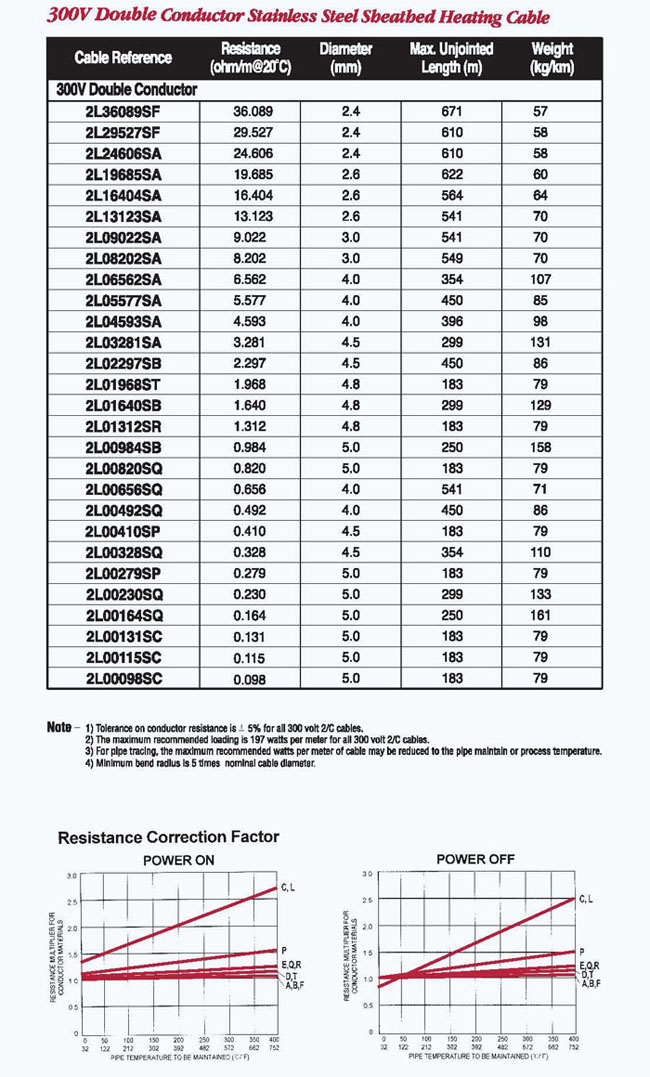 300V Double Conductor Stainless Steel Sheathed Heating Cable
Cable Reference Resistance (ohm/m@20°C) Diameter (mm) Max. Unjointed Length (m) Weight (kg/km)
300V Double Conductor
2L36089SF 36.089 2.4 671 57
2L29527SF 29.527 2.4 610 58
2L24606SA 24.606 2.4 610 58
2L19685SA 19.685 2.6 622 60
2L16404SA 16.404 2.6 564 64
2L13123SA 13.123 2.6 541 70
2L09022SA 9.022 3.0 541 70
2L08202SA 8.202 3.0 549 70
2L06562SA 6.562 4.0 354 107
2L05577SA 5.577 4.0 450 85
2L04593SA 4.593 4.0 396 98
2L03281SA 3.281 4.5 299 131
2L02297SB 2.297 4.5 450 86
2L01968ST 1.968 4.8 183 79
2L01640SB 1.640 4.8 299 129
2L01312SR 1.312 4.8 183 79
2L00984SB 0.984 5.0 250 158
2L00820SQ 0.820 5.0 183 79
2L00656SQ 0.656 4.0 541 71
2L00492SQ 0.492 4.0 450 86
2L00410SP 0.410 4.5 183 79
2L00328SQ 0.328 4.5 354 110
2L00279SP 0.279 5.0 183 79
2L00230SQ 0.230 5.0 299 133
2L00164SQ 0.164 5.0 250 161
2L00131SC 0.131 5.0 183 79
2L00115SC 0.115 5.0 183 79
2L00098SC 0.098 5.0 183 79
Note – 1) Tolerance on conductor resistance is ± 5% for all 300 volt 2/C cables.
2) The maximum recommended loading is 197 watts per meter for all 300 volt 2/C cables.
3) For pipe tracing, the maximum recommended watts per meter of cable may be reduced to the pipe maintain or process temperature.
4) Minimum bend radius is 5 times nominal cable diameter.
Resistance Correction Factor
POWER ON
RESISTANCE MULTIPLIER FOR
CONDUCTOR MATERIALS
3.0
2.5
2.0
1.5
1.0
0.5
0
C, L
P
E,Q,R
D,T
A,B,F
0 50 100 150 200 250 300 350 400
32 122 212 302 392 482 572 662 752
PIPE TEMPERATURE TO BE MAINTAINED (°C/°F)
POWER OFF
RESISTANCE MULTIPLIER FOR
CONDUCTOR MATERIALS
3.0
2.5
2.0
1.5
1.0
0.5
0
C, L
P
E,Q,R
D,T
A,B,F
0 50 100 150 200 250 300 350 400
32 122 212 302 382 482 572 662 752
PIPE TEMPERATURE TO BE MAINTAINED (°C/°F)